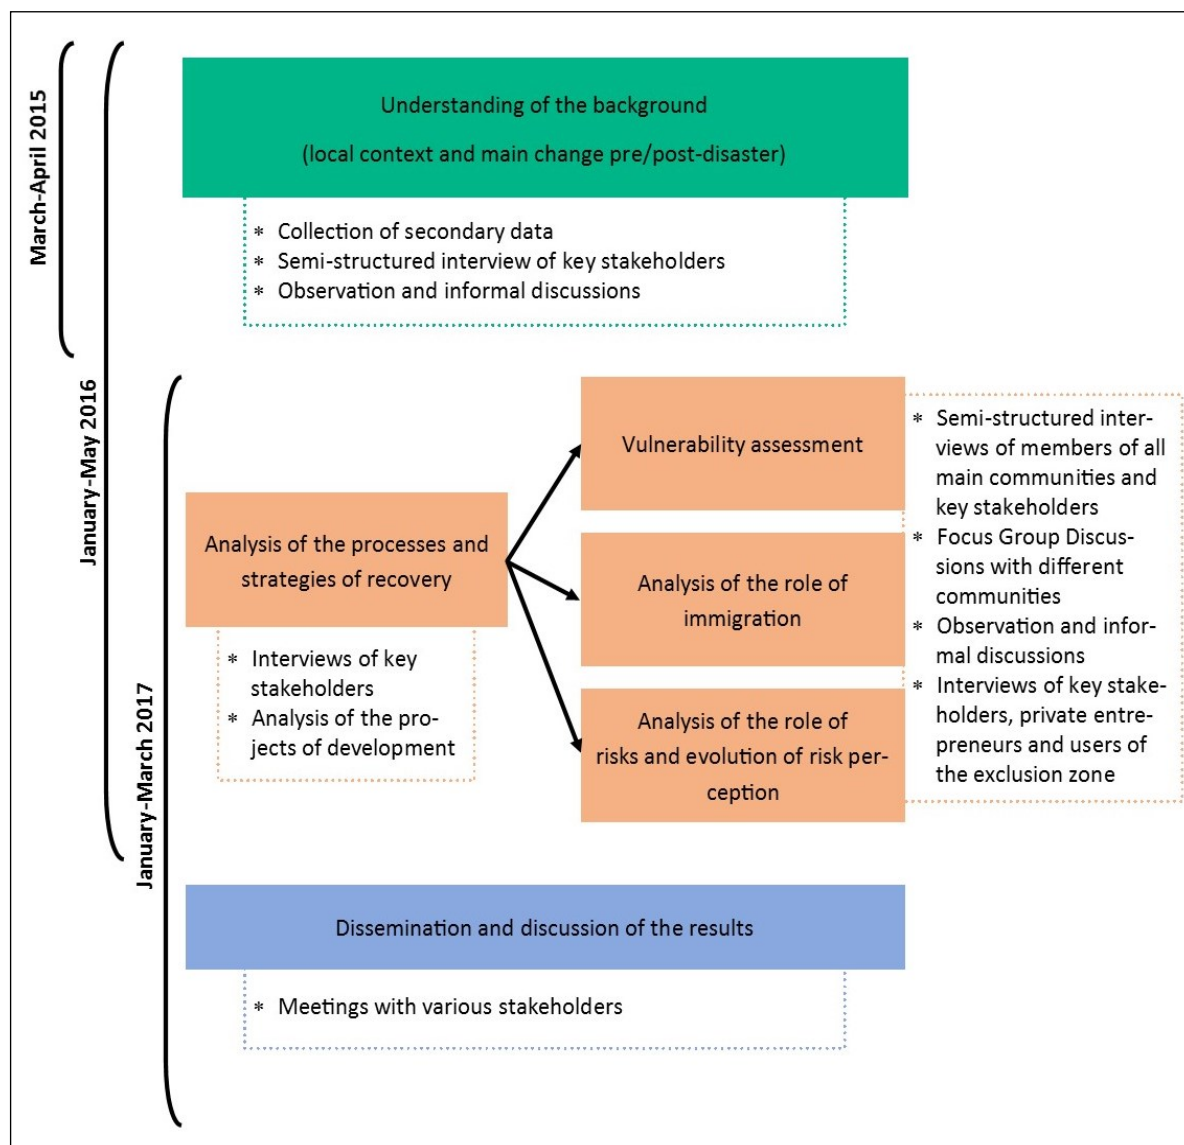 March-April 2015
January-May 2016
January-March 2017
Understanding of the background
(local context and main change pre/post-disaster)
* Collection of secondary data
* Semi-structured interview of key stakeholders
* Observation and informal discussions
Analysis of the processes and
strategies of recovery
* Interviews of key
stakeholders
* Analysis of the pro-
jects of development
Vulnerability assessment
Analysis of the role of
immigration
Analysis of the role of
risks and evolution of risk per-
ception
* Semi-structured inter-
views of members of all
main communities and
key stakeholders
* Focus Group Discus-
sions with different
communities
* Observation and infor-
mal discussions
* Interviews of key stake-
holders, private entre-
preneurs and users of
the exclusion zone
Dissemination and discussion of the results
* Meetings with various stakeholders